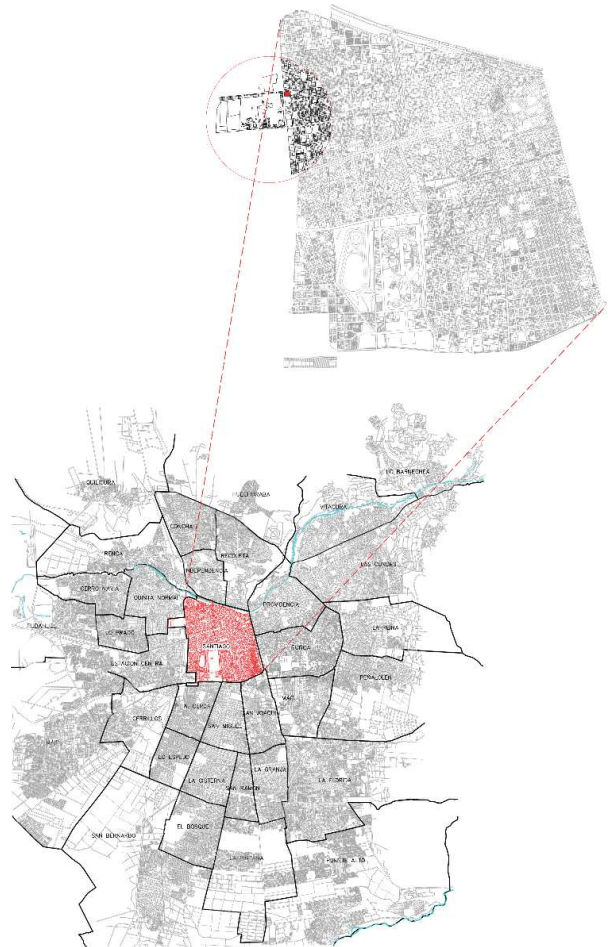 LO BARNECHEA
QUILICURA
HUECHURABA
VITACURA
CONCHALI
RECOLETA
RENCA
INDEPENDENCIA
LAS CONDES
CERRO NAVIA
QUINTA NORMAL
PROVIDENCIA
PUDAHUEL
LO PRADO
SANTIAGO
LA REINA
ÑUÑOA
ESTACION CENTRAL
PEÑALOLEN
CERRILLOS
P. A. CERDA
SAN JOAQUIN
SAN MIGUEL
LO ESPEJO
LA GRANJA
LA FLORIDA
LA CISTERNA
SAN RAMON
EL BOSQUE
SAN BERNARDO
LA PINTANA
PUENTE ALTO